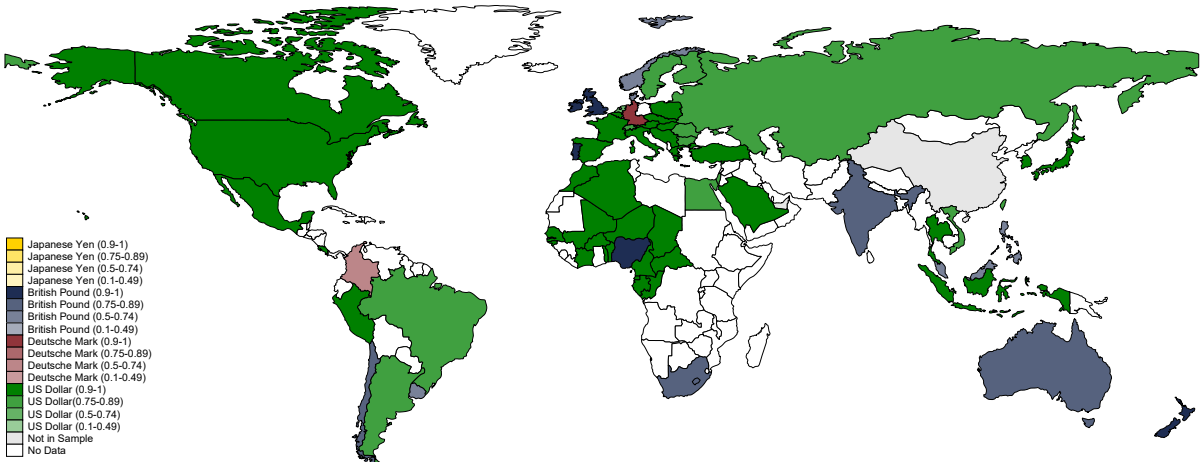 Japanese Yen (0.9-1)
Japanese Yen (0.75-0.89)
Japanese Yen (0.5-0.74)
Japanese Yen (0.1-0.49)
British Pound (0.9-1)
British Pound (0.75-0.89)
British Pound (0.5-0.74)
British Pound (0.1-0.49)
Deutsche Mark (0.9-1)
Deutsche Mark (0.75-0.89)
Deutsche Mark (0.5-0.74)
Deutsche Mark (0.1-0.49)
US Dollar (0.9-1)
US Dollar(0.75-0.89)
US Dollar (0.5-0.74)
US Dollar (0.1-0.49)
Not in Sample
No Data